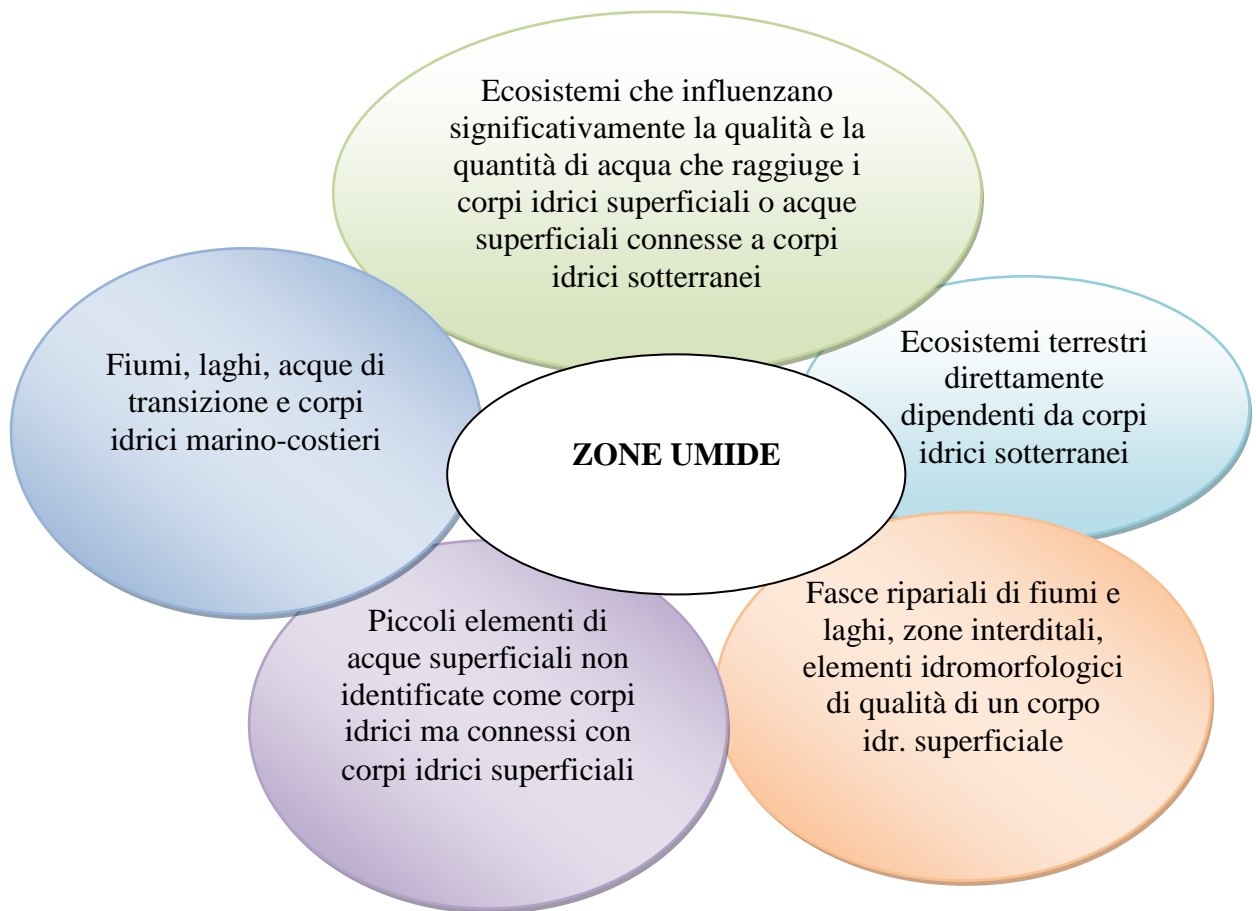 Ecosistemi che influenzano
significativamente la qualità e la
quantità di acqua che raggiuge i
corpi idrici superficiali o acque
superficiali connesse a corpi
idrici sotterranei
Fiumi, laghi, acque di
transizione e corpi
idrici marino-costieri
Ecosistemi terrestri
direttamente
dipendenti da corpi
idrici sotterranei
ZONE UMIDE
Piccoli elementi di
acque superficiali non
identificate come corpi
idrici ma connessi con
corpi idrici superficiali
Fasce ripariali di fiumi e
laghi, zone interditali,
elementi idromorfologici
di qualità di un corpo
idr. superficiale